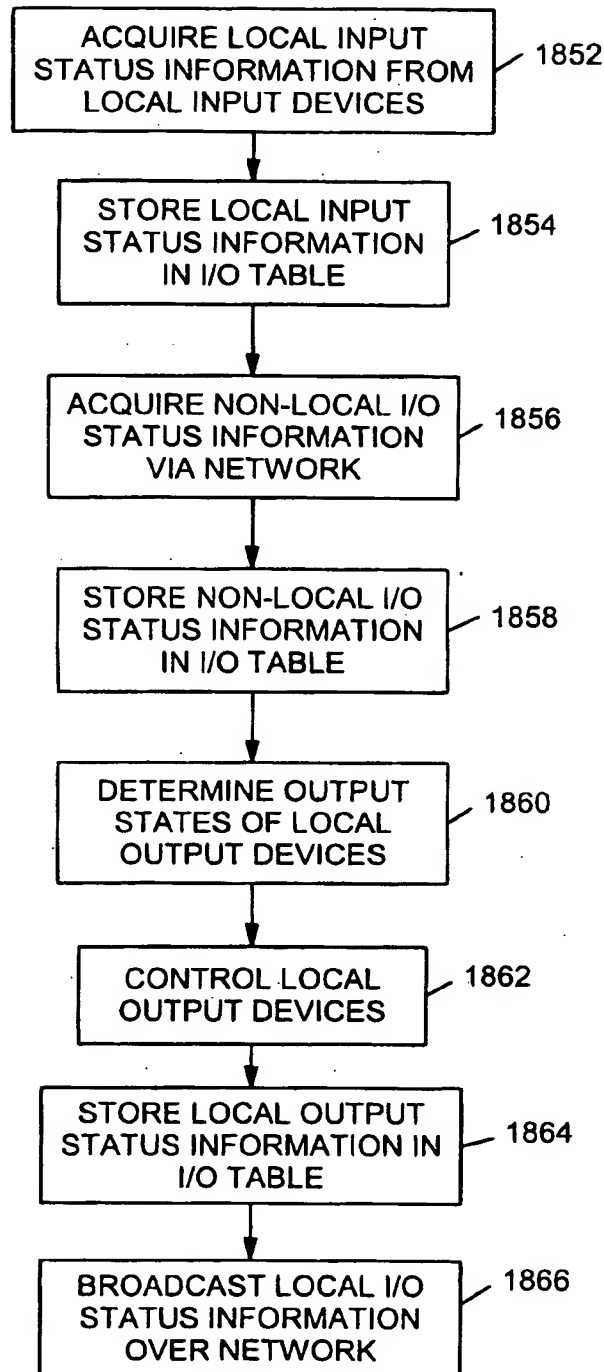 ACQUIRE LOCAL INPUT
STATUS INFORMATION FROM
LOCAL INPUT DEVICES
1852
STORE LOCAL INPUT
STATUS INFORMATION
IN I/O TABLE
1854
ACQUIRE NON-LOCAL I/O
STATUS INFORMATION
VIA NETWORK
1856
STORE NON-LOCAL I/O
STATUS INFORMATION
IN I/O TABLE
1858
DETERMINE OUTPUT
STATES OF LOCAL
OUTPUT DEVICES
1860
CONTROL LOCAL
OUTPUT DEVICES
1862
STORE LOCAL OUTPUT
STATUS INFORMATION IN
I/O TABLE
1864
BROADCAST LOCAL I/O
STATUS INFORMATION
OVER NETWORK
1866